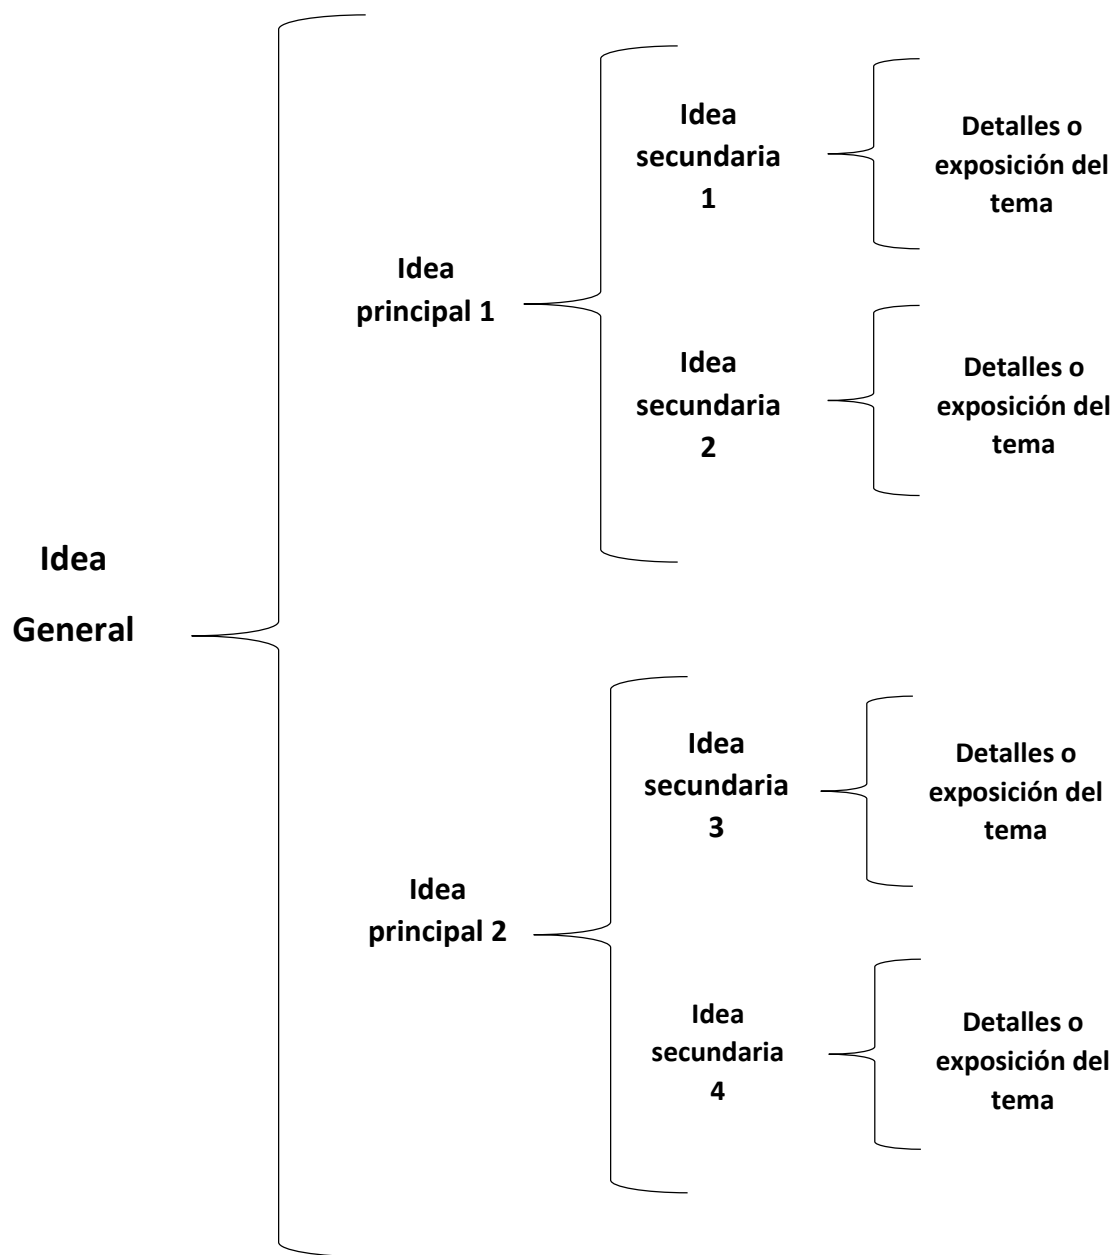 Idea
General
Idea
principal 1
Idea
secundaria
1
Detalles o
exposición del
tema
Idea
secundaria
2
Detalles o
exposición del
tema
Idea
principal 2
Idea
secundaria
3
Detalles o
exposición del
tema
Idea
secundaria
4
Detalles o
exposición del
tema